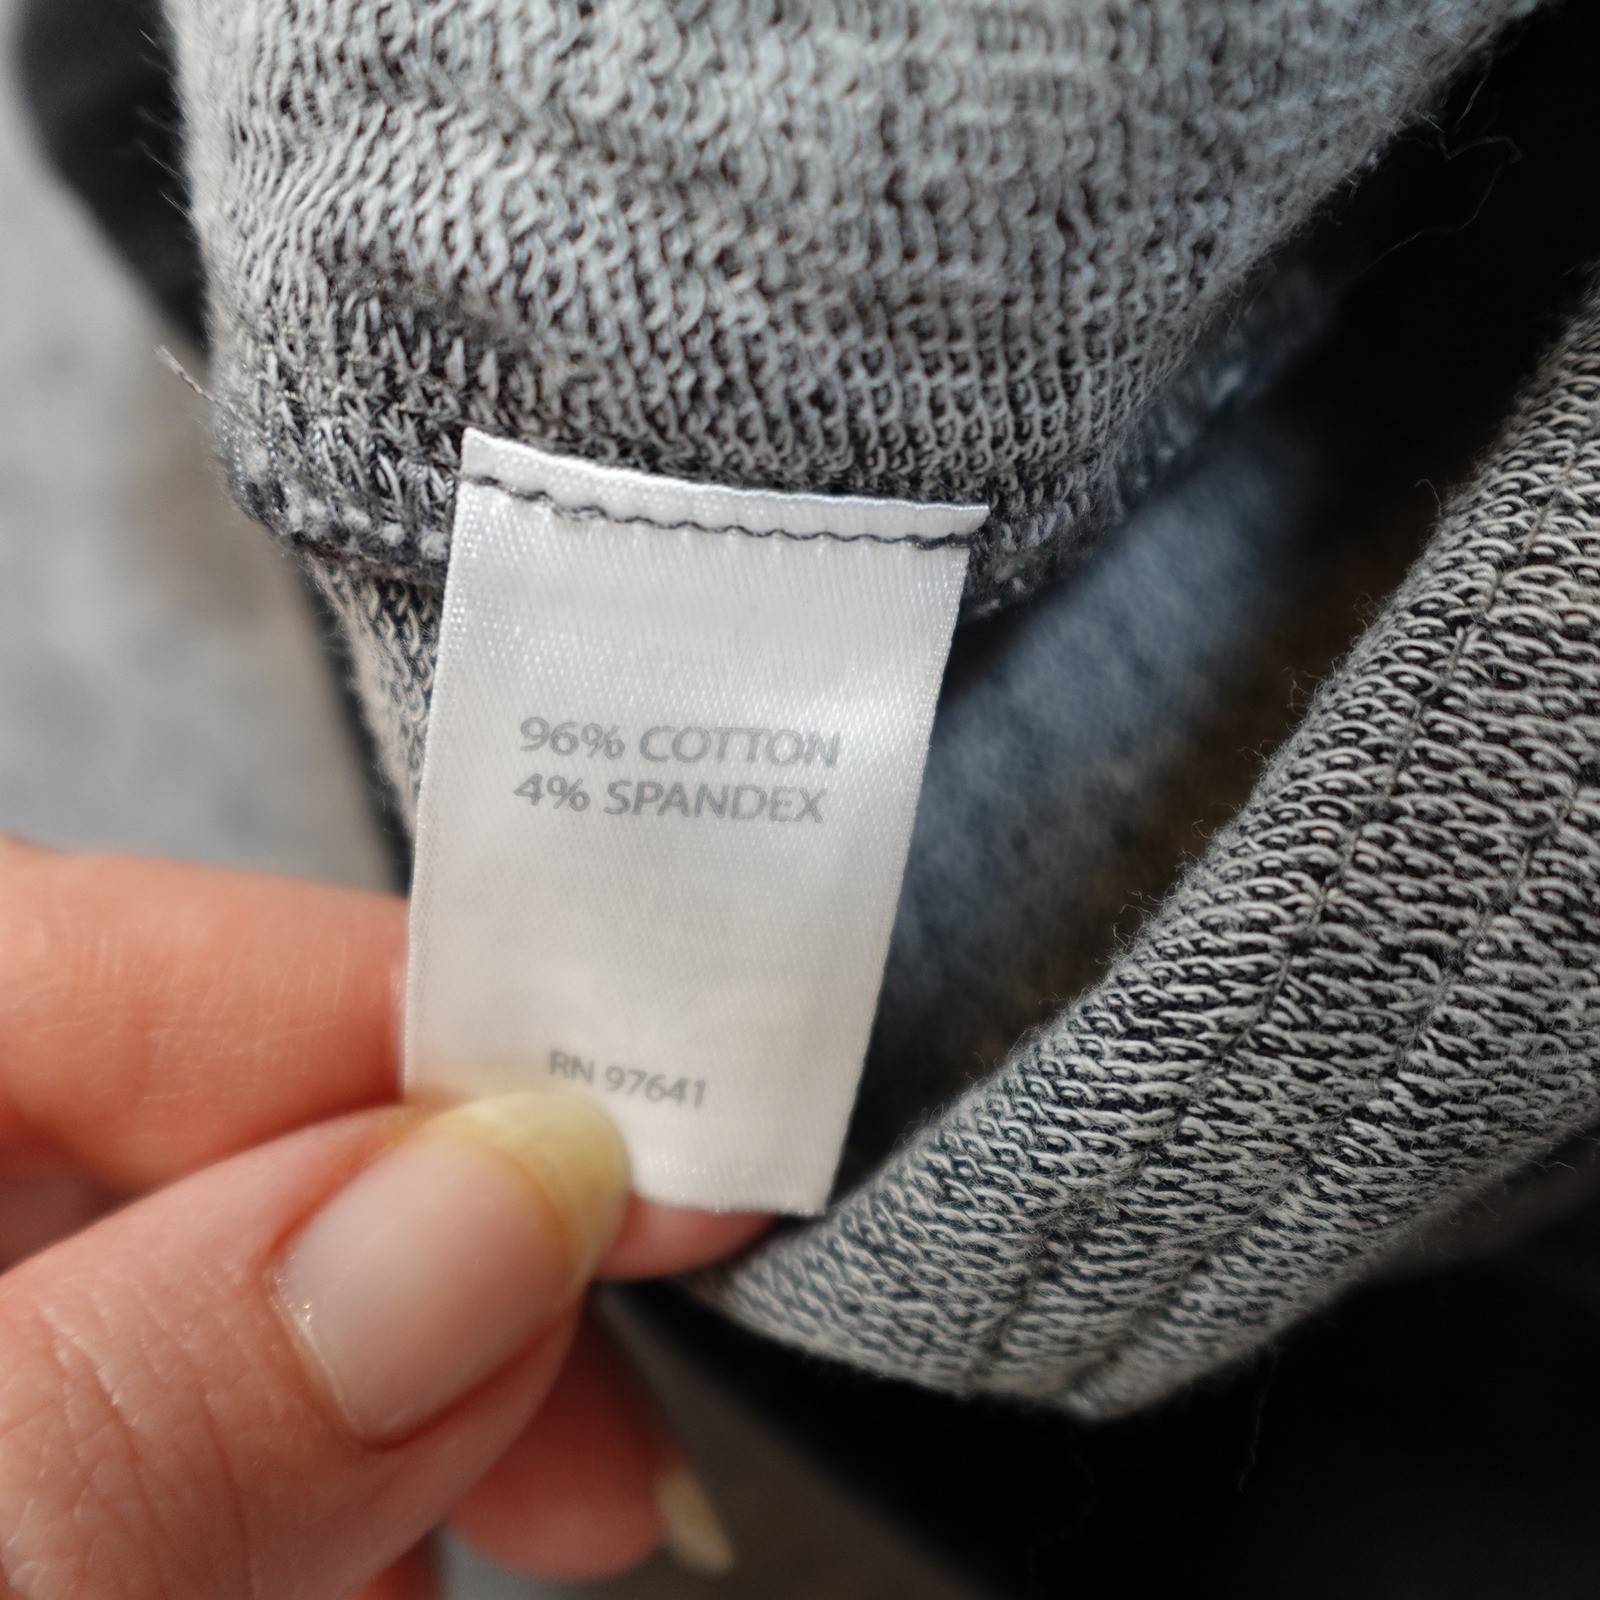 96% COTTON
4% SPANDEX
RN 97641